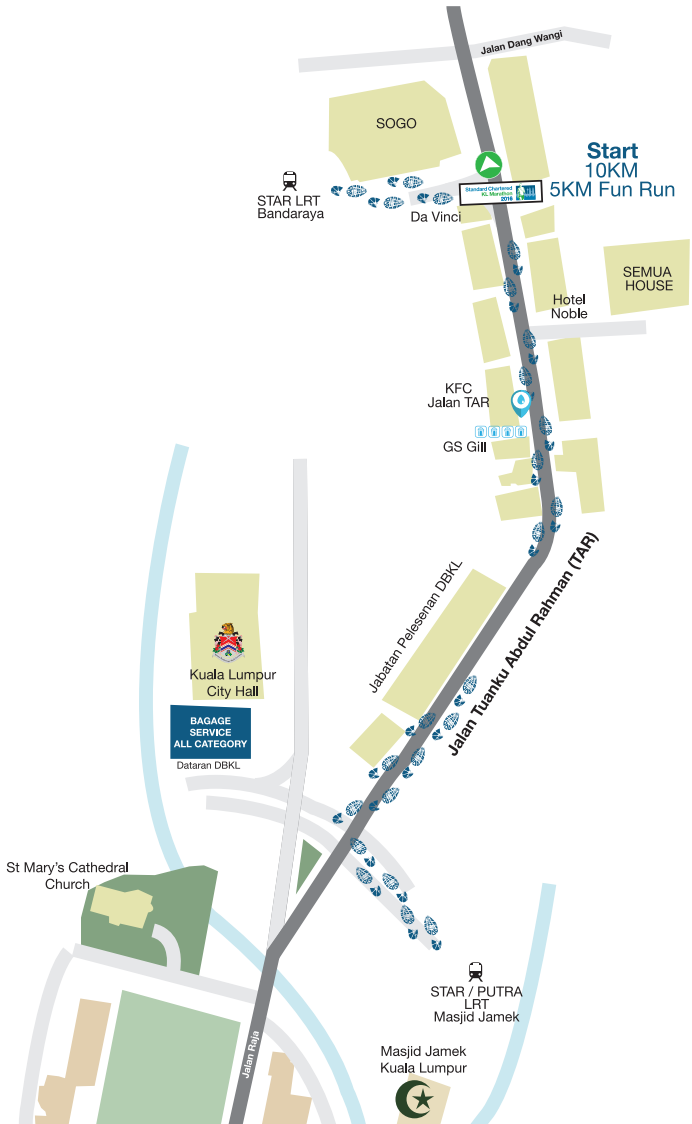 Jalan Dang Wangi
SOGO
Start
10KM
5KM Fun Run
STAR LRT
Bandaraya
Standard Chartered
KL Marathon
2016
Da Vinci
SEMUA
HOUSE
Hotel
Noble
KFC
Jalan TAR
GS Gill
Jalan Tuanku Abdul Rahman (TAR)
Jabatan Pelesenan DBKL
Kuala Lumpur
City Hall
BAGAGE
SERVICE
ALL CATEGORY
Dataran DBKL
St Mary's Cathedral
Church
STAR / PUTRA
LRT
Masjid Jamek
Jalan Raja
Masjid Jamek
Kuala Lumpur